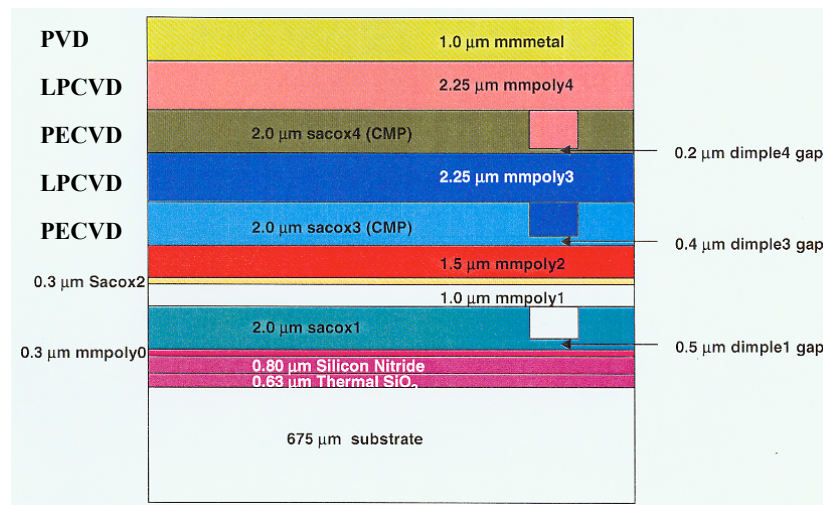 PVD
1.0 μm mmmetal
LPCVD
2.25 μm mmpoly4
PECVD
2.0 μm sacox4 (CMP)
0.2 μm dimple4 gap
LPCVD
2.25 μm mmpoly3
PECVD
2.0 μm sacox3 (CMP)
0.4 μm dimple3 gap
1.5 μm mmpoly2
0.3 μm Sacox2
1.0 μm mmpoly1
2.0 μm sacox1
0.5 μm dimple1 gap
0.3 μm mmpoly0
0.80 μm Silicon Nitride
0.63 μm Thermal SiO₂
675 μm substrate